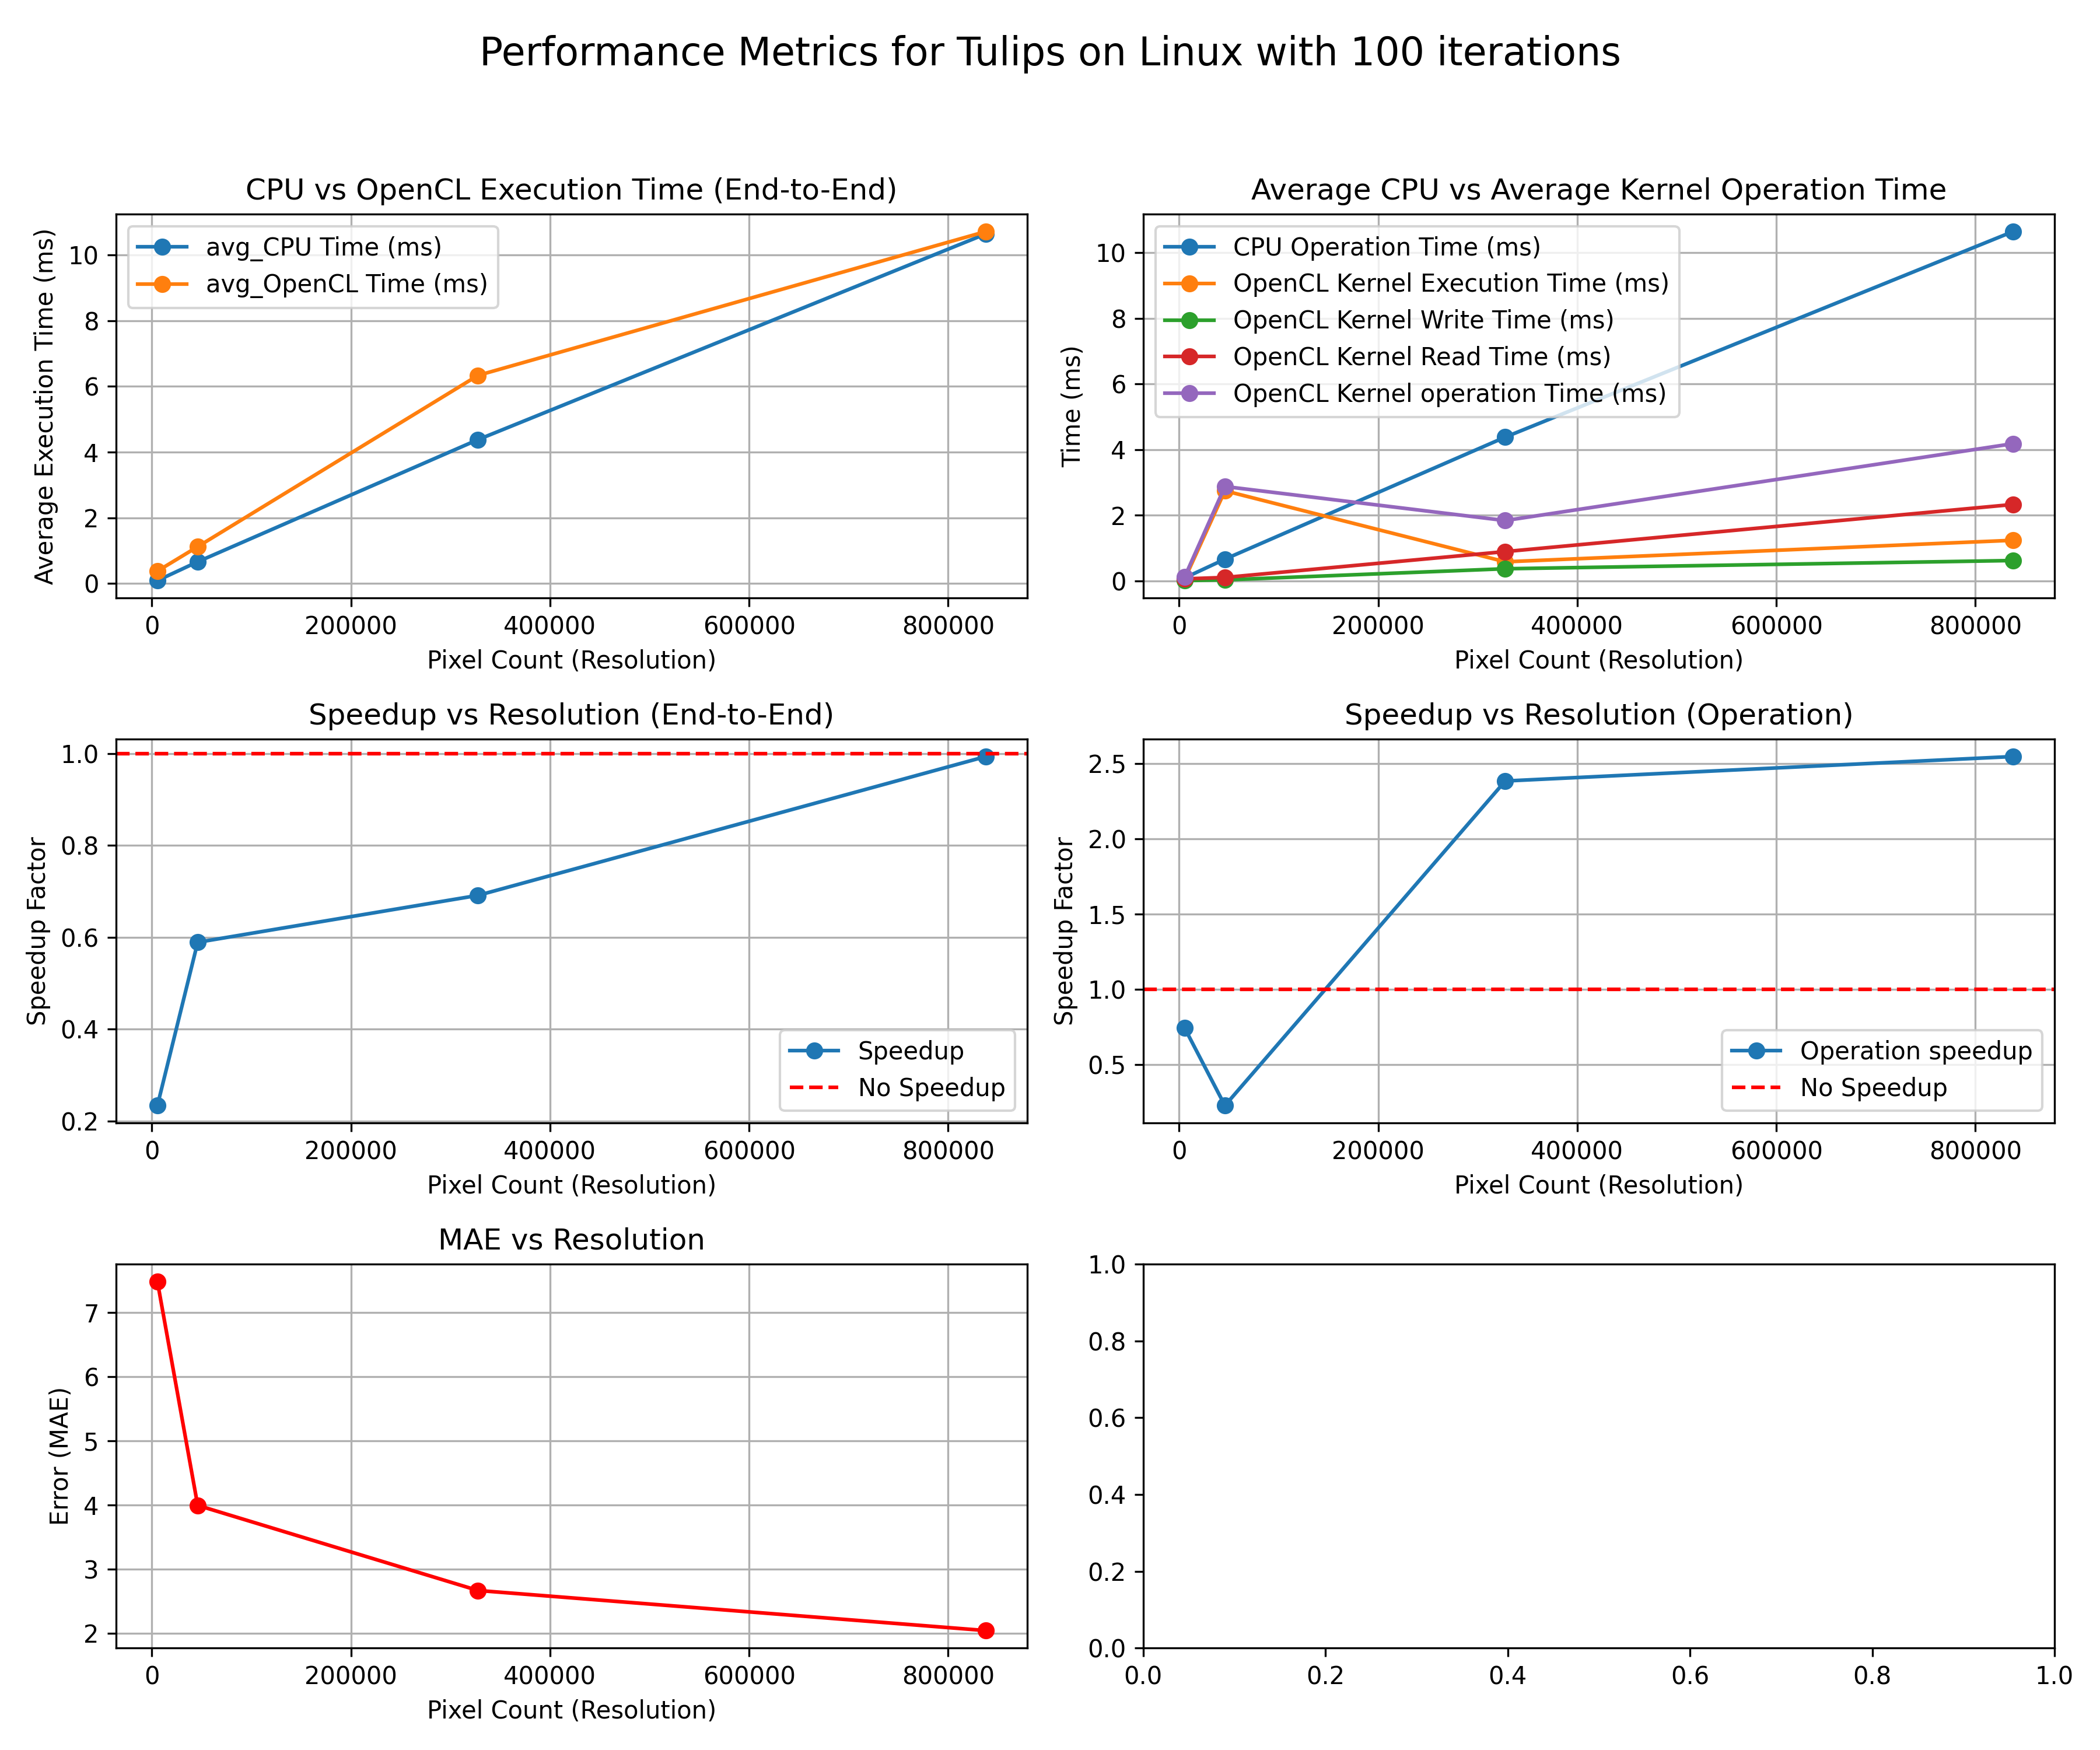 Performance Metrics for Tulips on Linux with 100 iterations
CPU vs OpenCL Execution Time (End-to-End)
Average Execution Time (ms)
10
8
6
4
2
0
avg_CPU Time (ms)
avg_OpenCL Time (ms)
0 200000 400000 600000 800000
Pixel Count (Resolution)
Average CPU vs Average Kernel Operation Time
Time (ms)
10
8
6
4
2
0
CPU Operation Time (ms)
OpenCL Kernel Execution Time (ms)
OpenCL Kernel Write Time (ms)
OpenCL Kernel Read Time (ms)
OpenCL Kernel operation Time (ms)
0 200000 400000 600000 800000
Pixel Count (Resolution)
Speedup vs Resolution (End-to-End)
Speedup Factor
1.0
0.8
0.6
0.4
0.2
Speedup
No Speedup
0 200000 400000 600000 800000
Pixel Count (Resolution)
Speedup vs Resolution (Operation)
Speedup Factor
2.5
2.0
1.5
1.0
0.5
Operation speedup
No Speedup
0 200000 400000 600000 800000
Pixel Count (Resolution)
MAE vs Resolution
Error (MAE)
7
6
5
4
3
2
0 200000 400000 600000 800000
Pixel Count (Resolution)
1.0
0.8
0.6
0.4
0.2
0.0
0.0 0.2 0.4 0.6 0.8 1.0